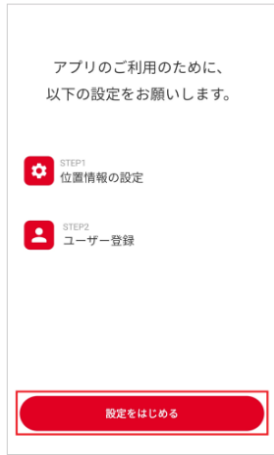 アプリのご利用のために、
以下の設定をお願いします。
STEP1
位置情報の設定
STEP2
ユーザー登録
設定をはじめる